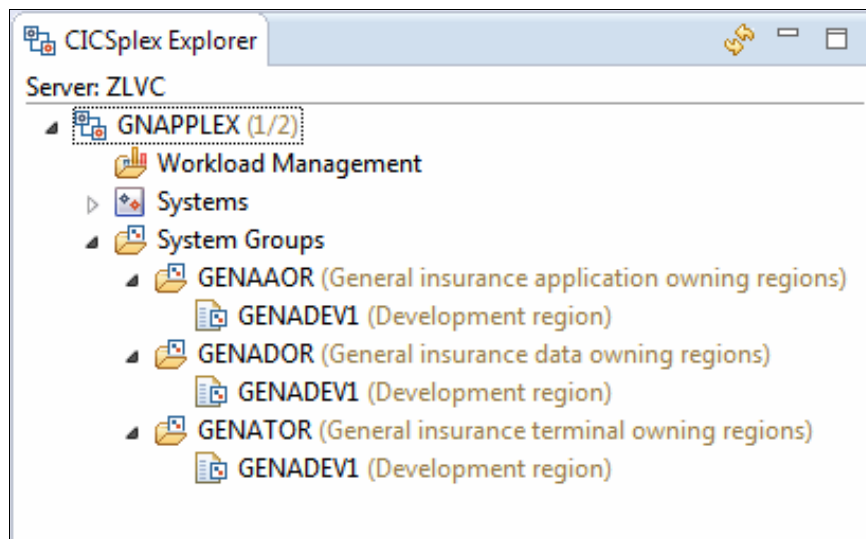 CICSplex Explorer
Server: ZLVC
GNAPPLEX (1/2)
Workload Management
Systems
System Groups
GENAAOR (General insurance application owning regions)
GENADEV1 (Development region)
GENADOR (General insurance data owning regions)
GENADEV1 (Development region)
GENATOR (General insurance terminal owning regions)
GENADEV1 (Development region)